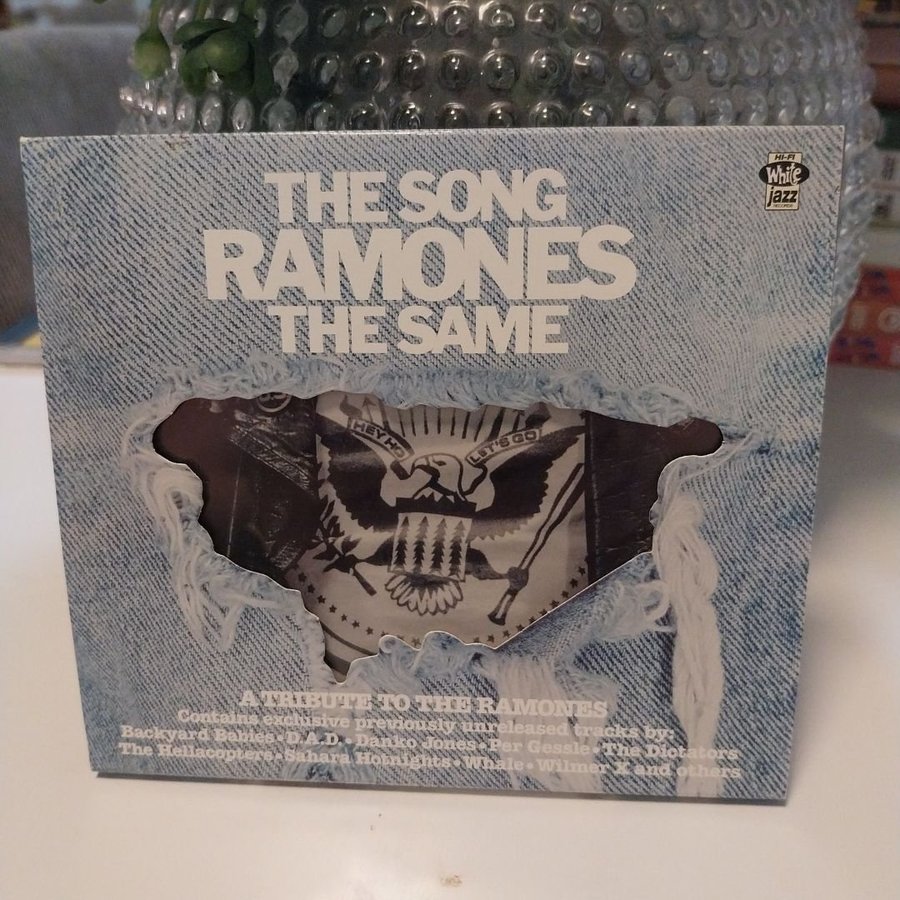 HI-FI
White
jazz
RECORDS
THE SONG
RAMONES
THE SAME
HEY HO
LET'S GO
A TRIBUTE TO THE RAMONES
Contains exclusive previously unreleased tracks by:
Backyard Babies • D.A.D. • Danko Jones • Per Gessle • The Dictators
The Hellacopters • Sahara Hotnights • Whale • Wilmer X and others